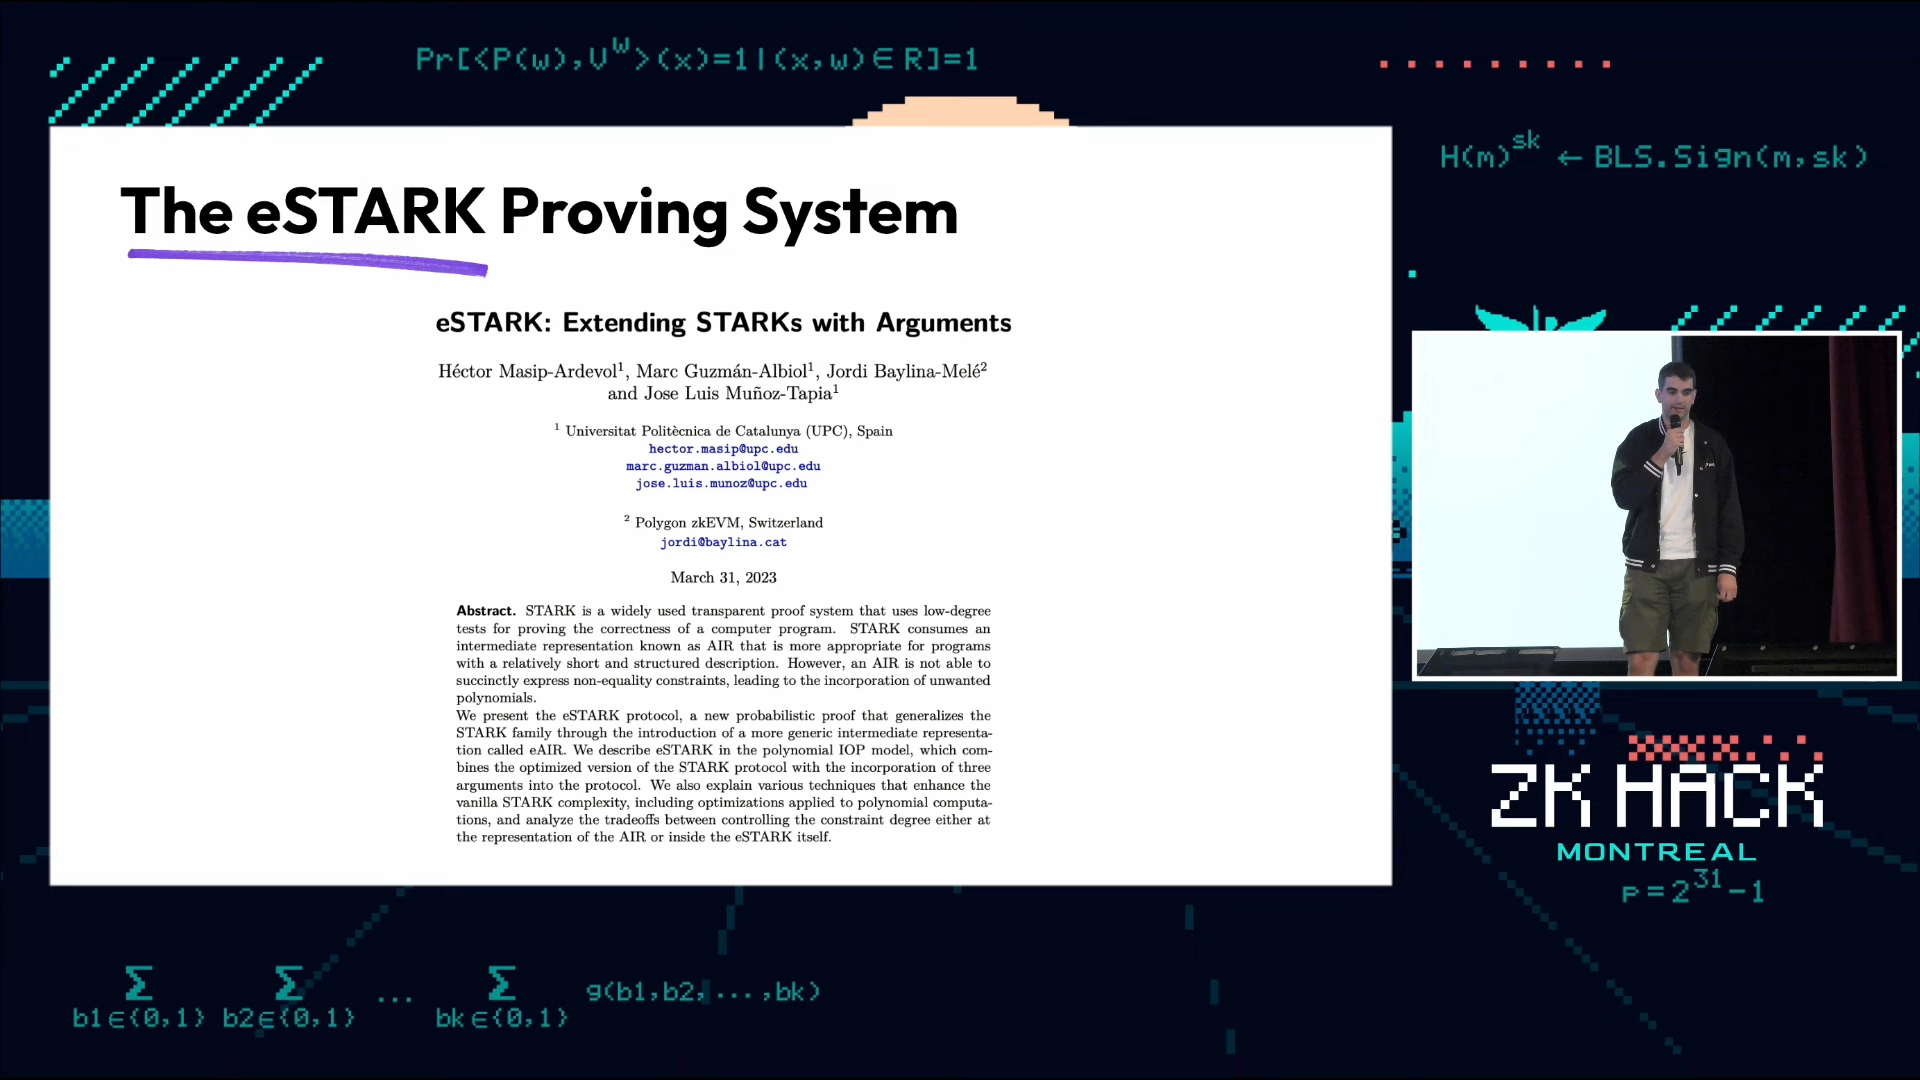 Pr[<P(w),V^w>(x)=1|(x,w)∈R]=1
H(m)^sk ← BLS.Sign(m,sk)
The eSTARK Proving System
eSTARK: Extending STARKs with Arguments
Héctor Masip-Ardevol¹, Marc Guzmán-Albiol¹, Jordi Baylina-Melé²
and Jose Luis Muñoz-Tapia¹
¹ Universitat Politècnica de Catalunya (UPC), Spain
hector.masip@upc.edu
marc.guzman.albiol@upc.edu
jose.luis.munoz@upc.edu
² Polygon zkEVM, Switzerland
jordi@baylina.cat
March 31, 2023
Abstract. STARK is a widely used transparent proof system that uses low-degree
tests for proving the correctness of a computer program. STARK consumes an
intermediate representation known as AIR that is more appropriate for programs
with a relatively short and structured description. However, an AIR is not able to
succinctly express non-equality constraints, leading to the incorporation of unwanted
polynomials.
We present the eSTARK protocol, a new probabilistic proof that generalizes the
STARK family through the introduction of a more generic intermediate representa-
tion called eAIR. We describe eSTARK in the polynomial IOP model, which com-
bines the optimized version of the STARK protocol with the incorporation of three
arguments into the protocol. We also explain various techniques that enhance the
vanilla STARK complexity, including optimizations applied to polynomial computa-
tions, and analyze the tradeoffs between controlling the constraint degree either at
the representation of the AIR or inside the eSTARK itself.
ZK HACK
MONTREAL
p=2^31-1
Σ Σ ... Σ g(b1,b2,...,bk)
b1∈{0,1} b2∈{0,1} bk∈{0,1}